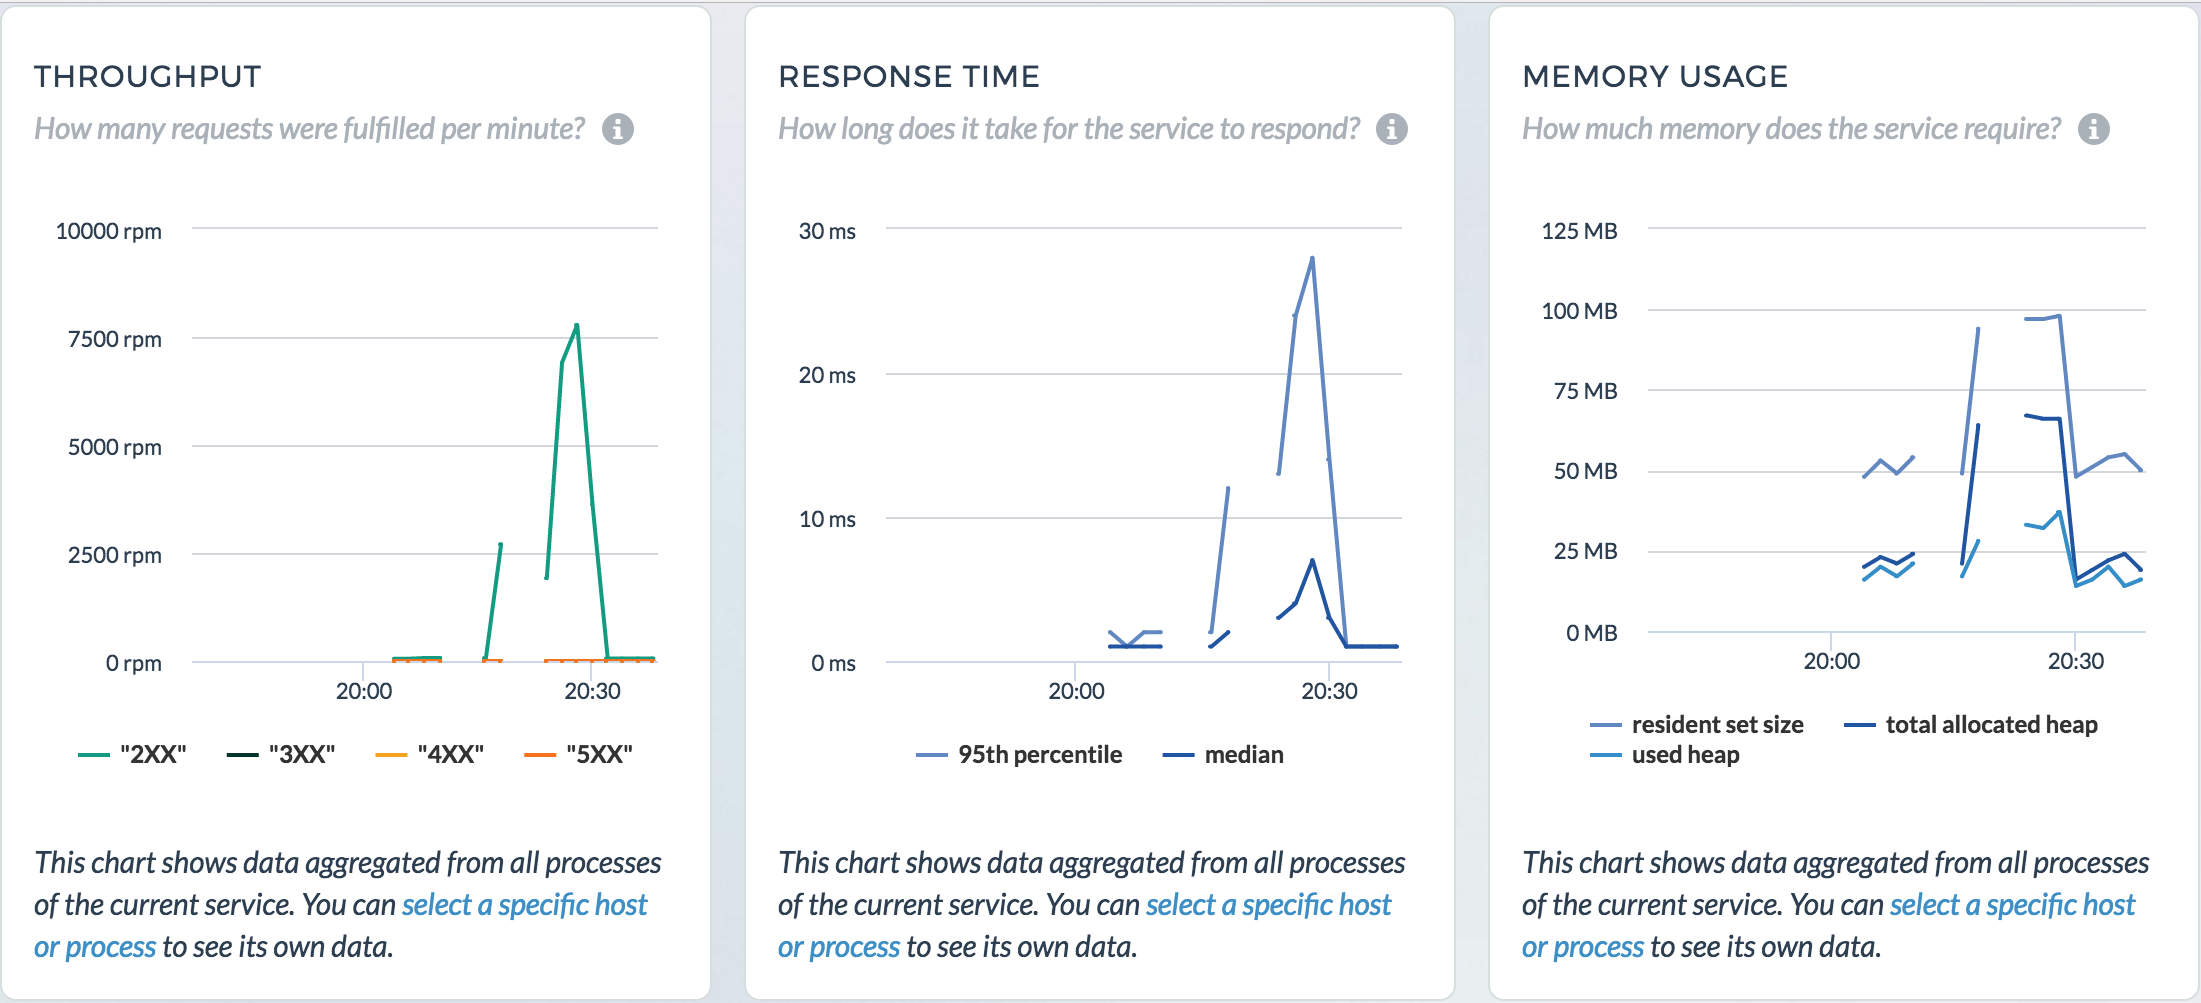 THROUGHPUT
How many requests were fulfilled per minute?
10000 rpm
7500 rpm
5000 rpm
2500 rpm
0 rpm
20:00
20:30
"2XX"
"3XX"
"4XX"
"5XX"
This chart shows data aggregated from all processes
of the current service. You can select a specific host
or process to see its own data.
RESPONSE TIME
How long does it take for the service to respond?
30 ms
20 ms
10 ms
0 ms
20:00
20:30
95th percentile
median
This chart shows data aggregated from all processes
of the current service. You can select a specific host
or process to see its own data.
MEMORY USAGE
How much memory does the service require?
125 MB
100 MB
75 MB
50 MB
25 MB
0 MB
20:00
20:30
resident set size
total allocated heap
used heap
This chart shows data aggregated from all processes
of the current service. You can select a specific host
or process to see its own data.